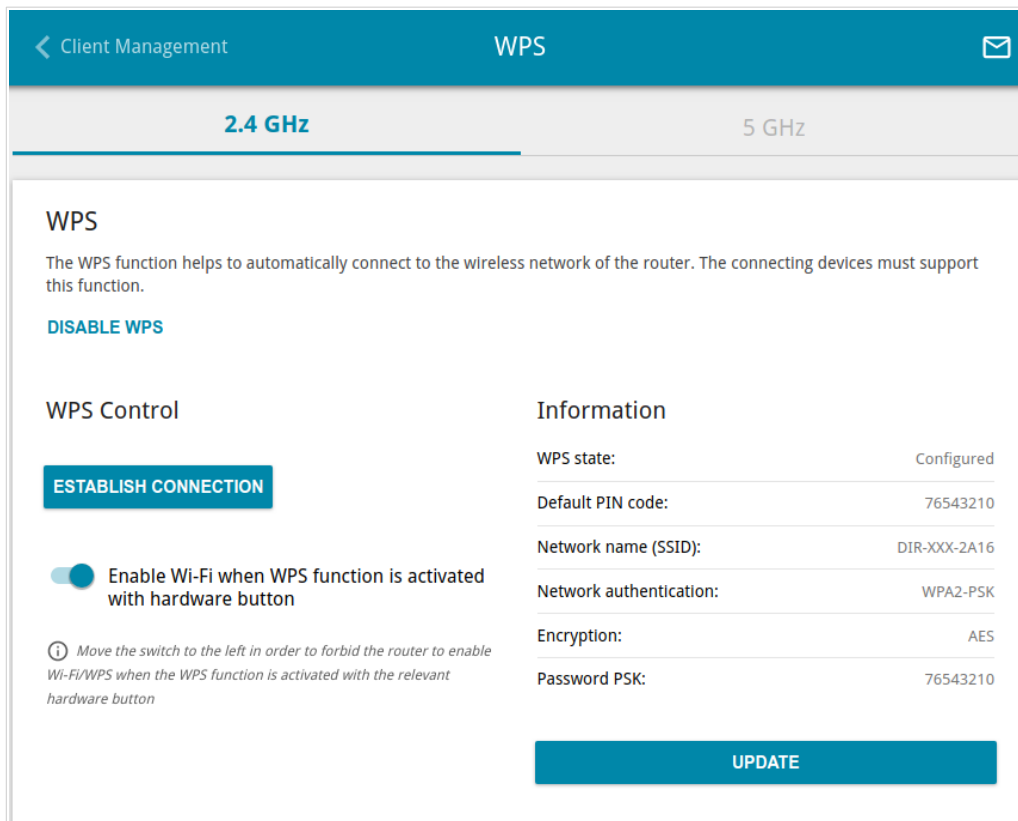 Client Management
WPS
2.4 GHz
5 GHz
WPS
The WPS function helps to automatically connect to the wireless network of the router. The connecting devices must support
this function.
DISABLE WPS
WPS Control
ESTABLISH CONNECTION
Enable Wi-Fi when WPS function is activated
with hardware button
Move the switch to the left in order to forbid the router to enable
Wi-Fi/WPS when the WPS function is activated with the relevant
hardware button
Information
WPS state: Configured
Default PIN code: 76543210
Network name (SSID): DIR-XXX-2A16
Network authentication: WPA2-PSK
Encryption: AES
Password PSK: 76543210
UPDATE